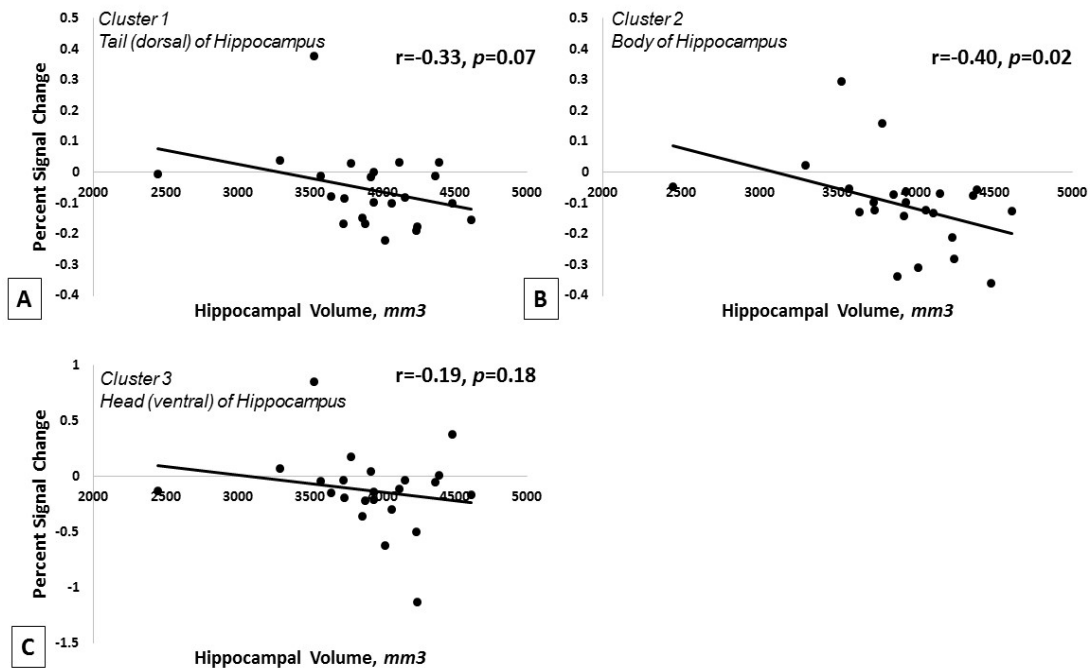 Cluster 1
Tail (dorsal) of Hippocampus
r=-0.33, p=0.07
0.5
0.4
0.3
0.2
0.1
0
-0.1
-0.2
-0.3
-0.4
2000 2500 3000 3500 4000 4500 5000
Percent Signal Change
Hippocampal Volume, mm3
A
Cluster 2
Body of Hippocampus
r=-0.40, p=0.02
0.5
0.4
0.3
0.2
0.1
0
-0.1
-0.2
-0.3
-0.4
2000 2500 3000 3500 4000 4500 5000
Hippocampal Volume, mm3
B
Cluster 3
Head (ventral) of Hippocampus
r=-0.19, p=0.18
1
0.5
0
-0.5
-1
-1.5
2000 2500 3000 3500 4000 4500 5000
Percent Signal Change
Hippocampal Volume, mm3
C